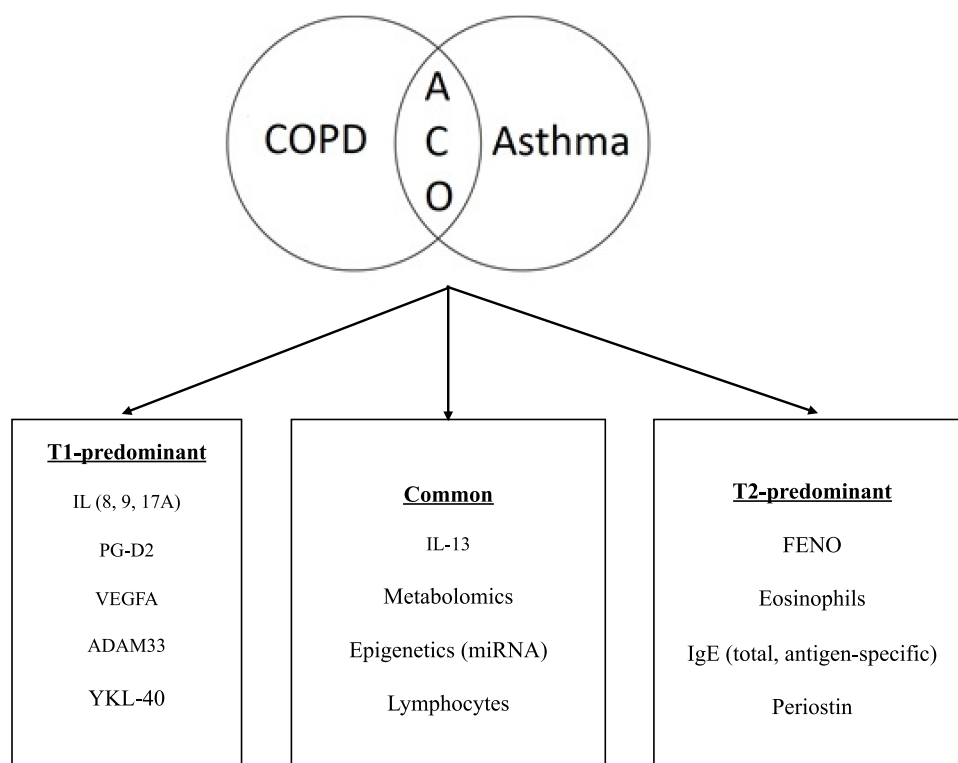 COPD
A
C
O
Asthma
T1-predominant
IL (8, 9, 17A)
PG-D2
VEGFA
ADAM33
YKL-40
Common
IL-13
Metabolomics
Epigenetics (miRNA)
Lymphocytes
T2-predominant
FENO
Eosinophils
IgE (total, antigen-specific)
Periostin